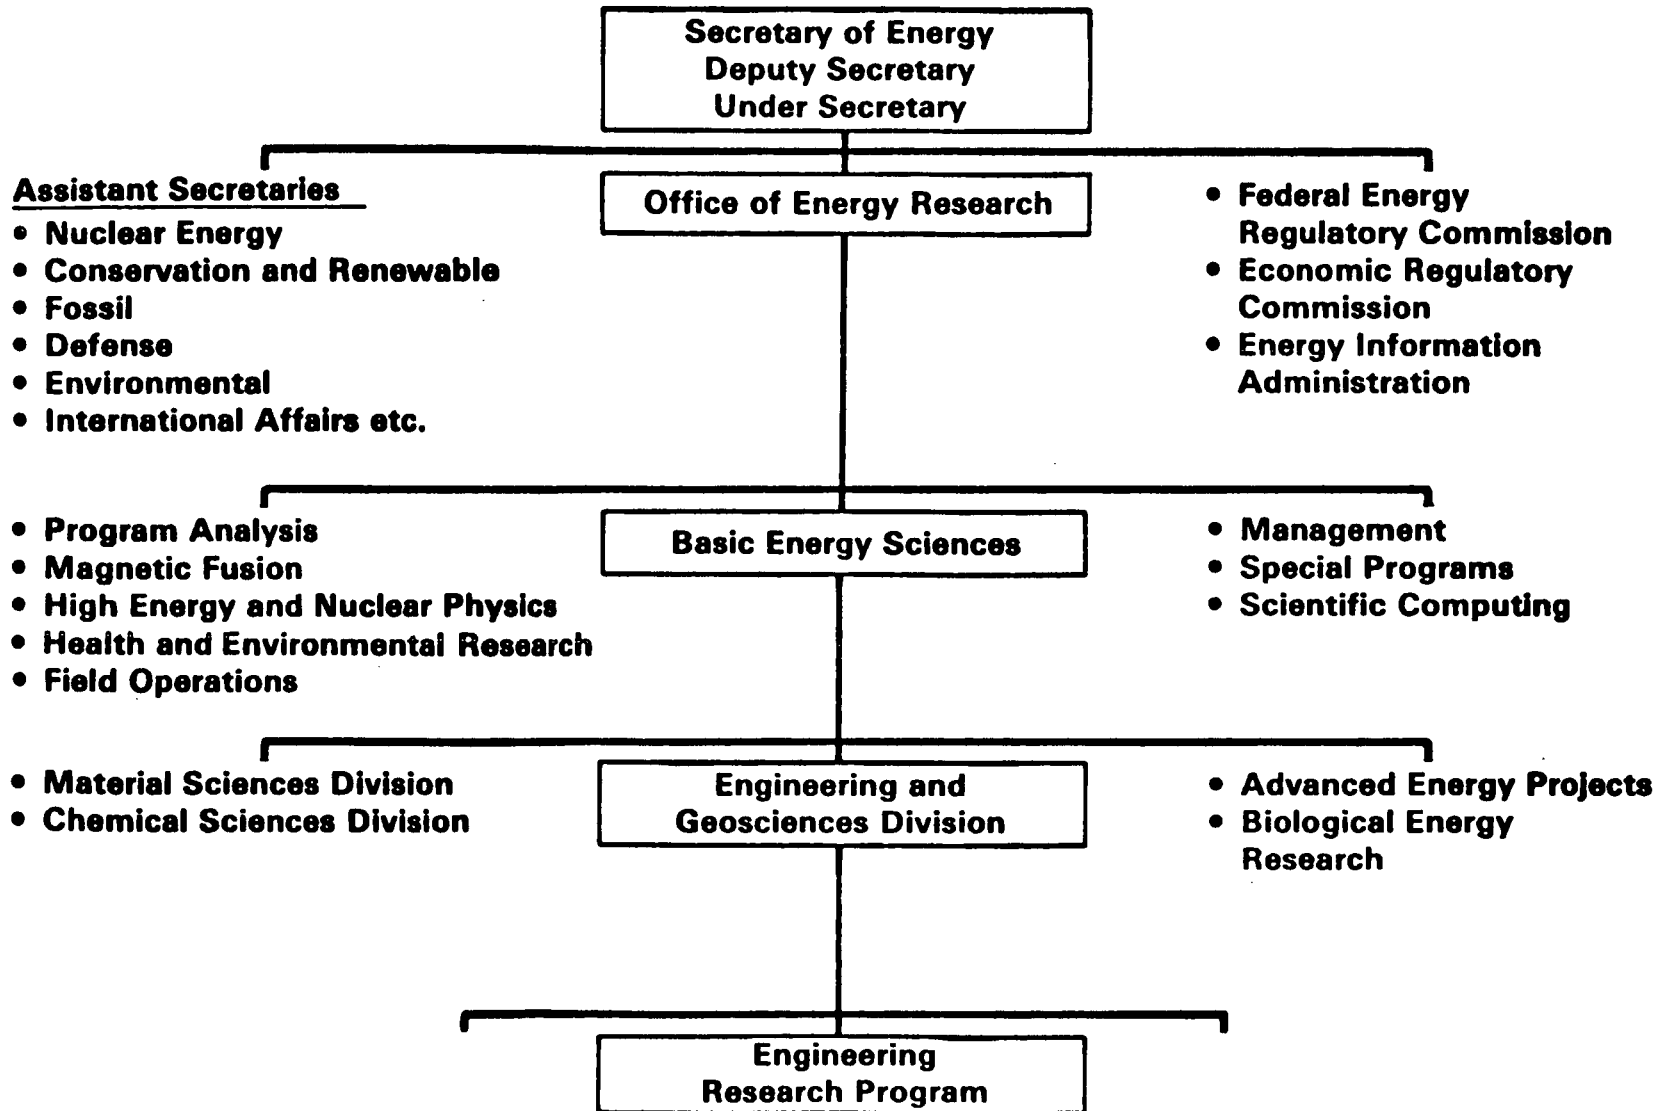 Secretary of Energy
Deputy Secretary
Under Secretary
Assistant Secretaries
• Nuclear Energy
• Conservation and Renewable
• Fossil
• Defense
• Environmental
• International Affairs etc.
Office of Energy Research
• Federal Energy
Regulatory Commission
• Economic Regulatory
Commission
• Energy Information
Administration
• Program Analysis
• Magnetic Fusion
• High Energy and Nuclear Physics
• Health and Environmental Research
• Field Operations
Basic Energy Sciences
• Management
• Special Programs
• Scientific Computing
• Material Sciences Division
• Chemical Sciences Division
Engineering and
Geosciences Division
• Advanced Energy Projects
• Biological Energy
Research
Engineering
Research Program